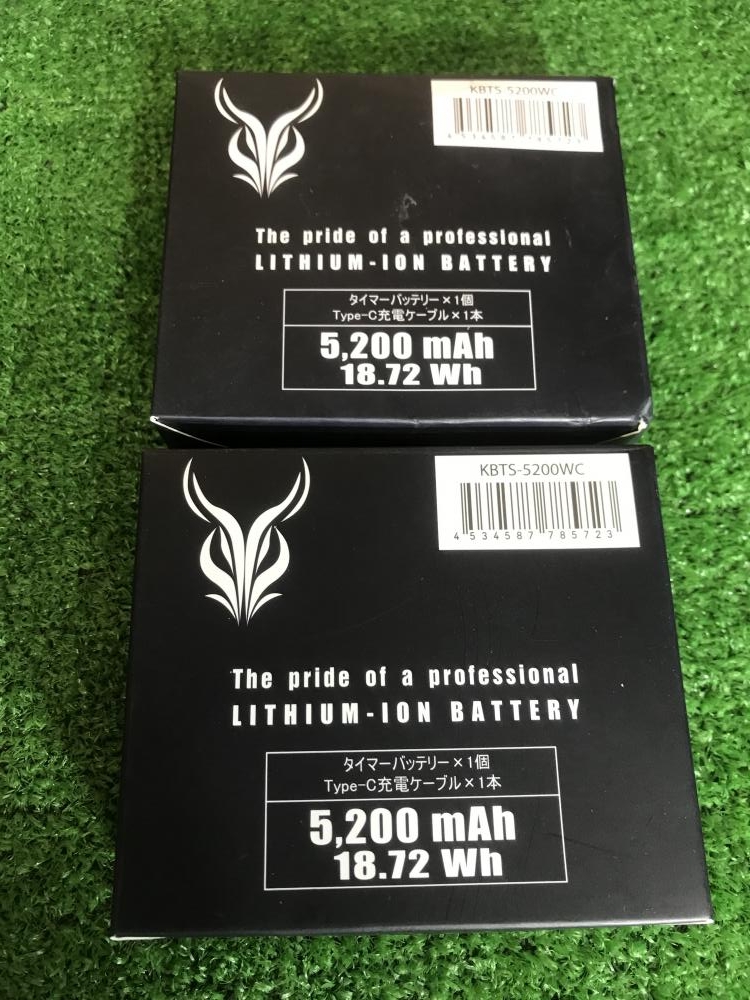 KBTS-5200WC
4 534587 785723
The pride of a professional
LITHIUM-ION BATTERY
タイマーバッテリー×1個
Type-C充電ケーブル×1本
5,200 mAh
18.72 Wh
KBTS-5200WC
4 534587 785723
The pride of a professional
LITHIUM-ION BATTERY
タイマーバッテリー×1個
Type-C充電ケーブル×1本
5,200 mAh
18.72 Wh